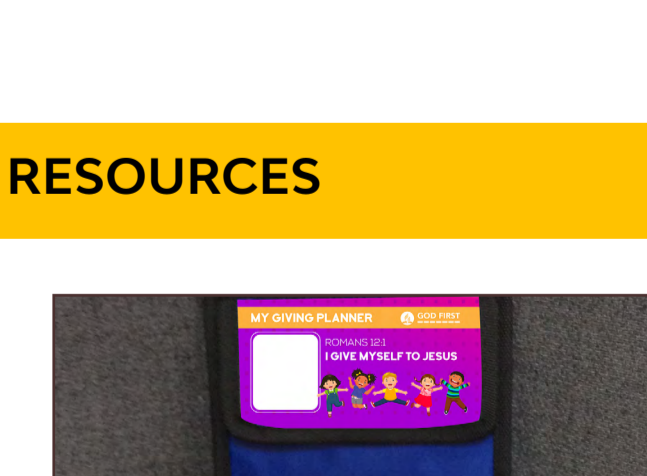 RESOURCES
MY GIVING PLANNER
GOD FIRST
ROMANS 12:1
I GIVE MYSELF TO JESUS